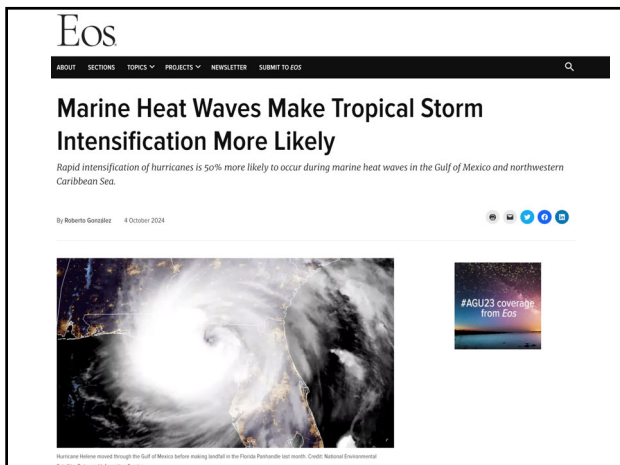 Eos
ABOUT SECTIONS TOPICS PROJECTS NEWSLETTER SUBMIT TO EOS
Marine Heat Waves Make Tropical Storm
Intensification More Likely
Rapid intensification of hurricanes is 50% more likely to occur during marine heat waves in the Gulf of Mexico and northwestern
Caribbean Sea.
By Roberto González 4 October 2024
#AGU23 coverage
from Eos
Hurricane Helene moved through the Gulf of Mexico before making landfall in the Florida Panhandle last month. Credit: National Environmental